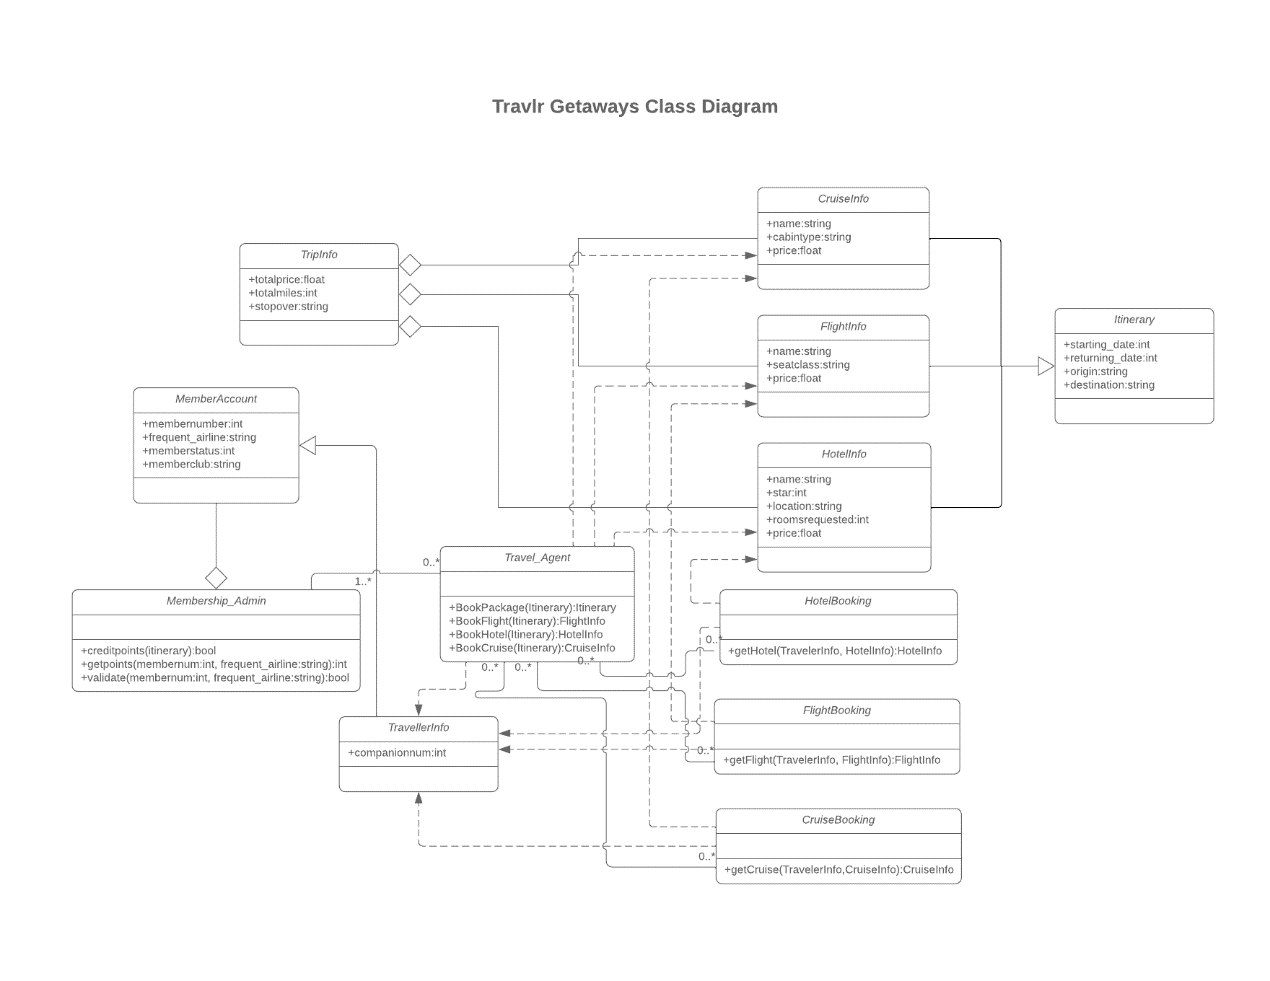 Travlr Getaways Class Diagram
CruiseInfo
+name:string
+cabintype:string
+price:float
TripInfo
+totalprice:float
+totalmiles:int
+stopover:string
FlightInfo
+name:string
+seatclass:string
+price:float
Itinerary
+starting_date:int
+returning_date:int
+origin:string
+destination:string
MemberAccount
+membernumber:int
+frequent_airline:string
+memberstatus:int
+memberclub:string
HotelInfo
+name:string
+star:int
+location:string
+roomsrequested:int
+price:float
0..*
1..*
Travel_Agent
+BookPackage(Itinerary):Itinerary
+BookFlight(Itinerary):FlightInfo
+BookHotel(Itinerary):HotelInfo
+BookCruise(Itinerary):CruiseInfo
0..*
0..*
0..*
Membership_Admin
+creditpoints(itinerary):bool
+getpoints(membernum:int, frequent_airline:string):int
+validate(membernum:int, frequent_airline:string):bool
HotelBooking
0..*
+getHotel(TravelerInfo, HotelInfo):HotelInfo
TravellerInfo
+companionnum:int
FlightBooking
0..*
+getFlight(TravelerInfo, FlightInfo):FlightInfo
CruiseBooking
0..*
+getCruise(TravelerInfo,CruiseInfo):CruiseInfo